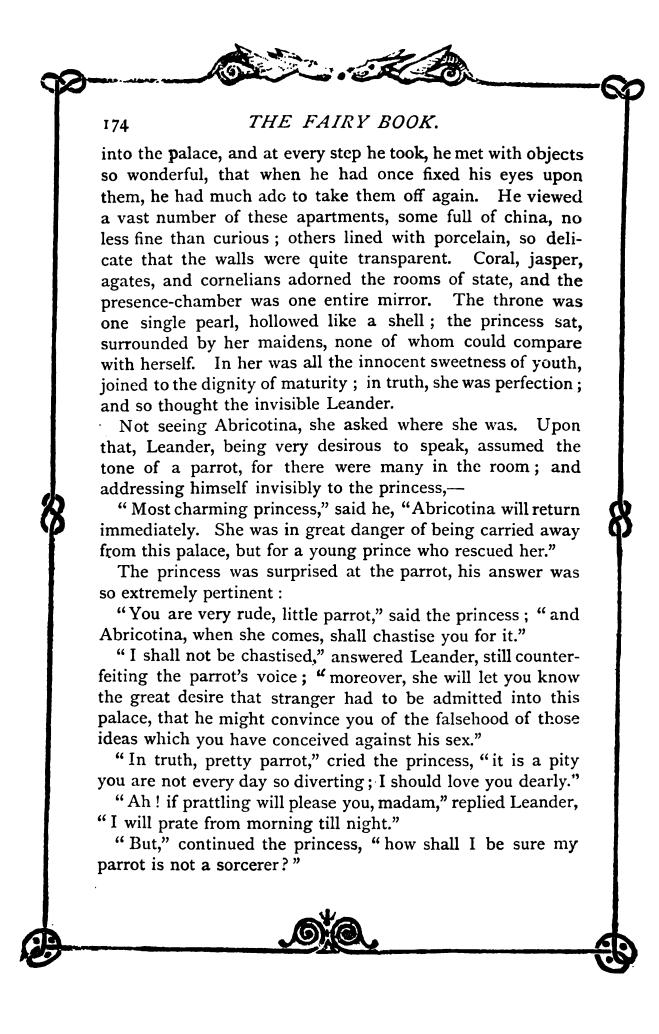 174 THE FAIRY BOOK.
into the palace, and at every step he took, he met with objects
so wonderful, that when he had once fixed his eyes upon
them, he had much ado to take them off again. He viewed
a vast number of these apartments, some full of china, no
less fine than curious ; others lined with porcelain, so deli-
cate that the walls were quite transparent. Coral, jasper,
agates, and cornelians adorned the rooms of state, and the
presence-chamber was one entire mirror. The throne was
one single pearl, hollowed like a shell ; the princess sat,
surrounded by her maidens, none of whom could compare
with herself. In her was all the innocent sweetness of youth,
joined to the dignity of maturity ; in truth, she was perfection ;
and so thought the invisible Leander.
Not seeing Abricotina, she asked where she was. Upon
that, Leander, being very desirous to speak, assumed the
tone of a parrot, for there were many in the room ; and
addressing himself invisibly to the princess,—
“ Most charming princess,” said he, “Abricotina will return
immediately. She was in great danger of being carried away
from this palace, but for a young prince who rescued her.”
The princess was surprised at the parrot, his answer was
so extremely pertinent :
“ You are very rude, little parrot,” said the princess ; “ and
Abricotina, when she comes, shall chastise you for it.”
“ I shall not be chastised,” answered Leander, still counter-
feiting the parrot’s voice ; “ moreover, she will let you know
the great desire that stranger had to be admitted into this
palace, that he might convince you of the falsehood of those
ideas which you have conceived against his sex.”
“ In truth, pretty parrot,” cried the princess, “ it is a pity
you are not every day so diverting ; I should love you dearly.”
“ Ah ! if prattling will please you, madam,” replied Leander,
“ I will prate from morning till night.”
“ But,” continued the princess, “ how shall I be sure my
parrot is not a sorcerer ? ”